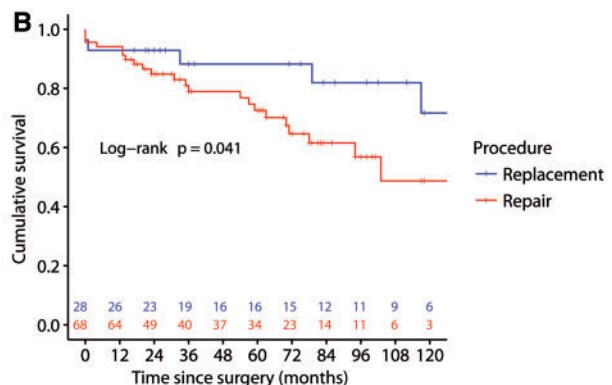 B
1.0
0.8
0.6
0.4
0.2
0.0
Cumulative survival
Log−rank p = 0.041
Procedure
Replacement
Repair
28 26 23 19 16 16 15 12 11 9 6
68 64 49 40 37 34 23 14 11 6 3
0 12 24 36 48 60 72 84 96 108 120
Time since surgery (months)